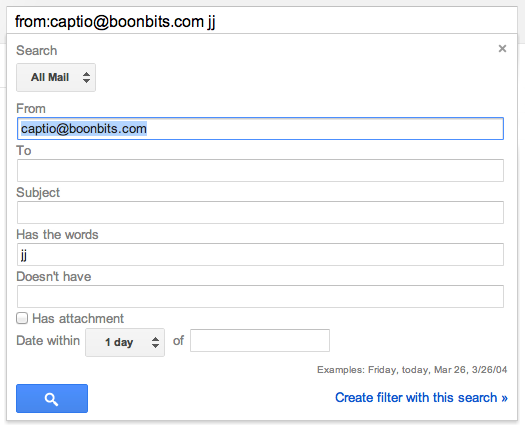 from:captio@boonbits.com jj
Search
×
All Mail
From
captio@boonbits.com
To
Subject
Has the words
jj
Doesn't have
Has attachment
Date within 1 day of
Examples: Friday, today, Mar 26, 3/26/04
Create filter with this search »